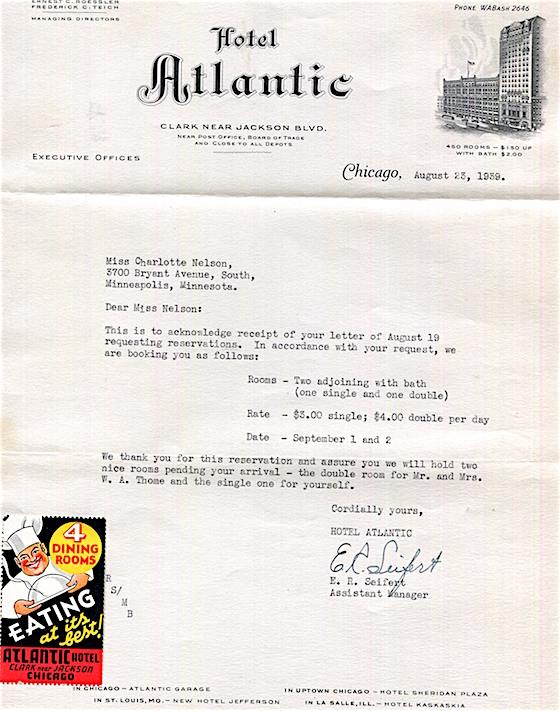 ERNEST C. ROESSLER
FREDERICK C. TEICH
MANAGING DIRECTORS
PHONE WABASH 2646
Hotel
Atlantic
CLARK NEAR JACKSON BLVD.
NEAR POST OFFICE, BOARD OF TRADE
AND CLOSE TO ALL DEPOTS
450 ROOMS – $1.50 UP
WITH BATH $2.00
EXECUTIVE OFFICES
Chicago, August 23, 1939.
Miss Charlotte Nelson,
3700 Bryant Avenue, South,
Minneapolis, Minnesota.
Dear Miss Nelson:
This is to acknowledge receipt of your letter of August 19
requesting reservations. In accordance with your request, we
are booking you as follows:
Rooms - Two adjoining with bath
(one single and one double)
Rate - $3.00 single; $4.00 double per day
Date - September 1 and 2
We thank you for this reservation and assure you we will hold two
nice rooms pending your arrival - the double room for Mr. and Mrs.
W. A. Thome and the single one for yourself.
Cordially yours,
HOTEL ATLANTIC
E R Seifert
E. R. Seifert
Assistant Manager
R
S/
M
B
4
DINING
ROOMS
EATING
at its
best!
ATLANTIC HOTEL
CLARK near JACKSON
CHICAGO
IN CHICAGO – ATLANTIC GARAGE
IN UPTOWN CHICAGO – HOTEL SHERIDAN PLAZA
IN ST. LOUIS, MO. – NEW HOTEL JEFFERSON
IN LA SALLE, ILL. – HOTEL KASKASKIA